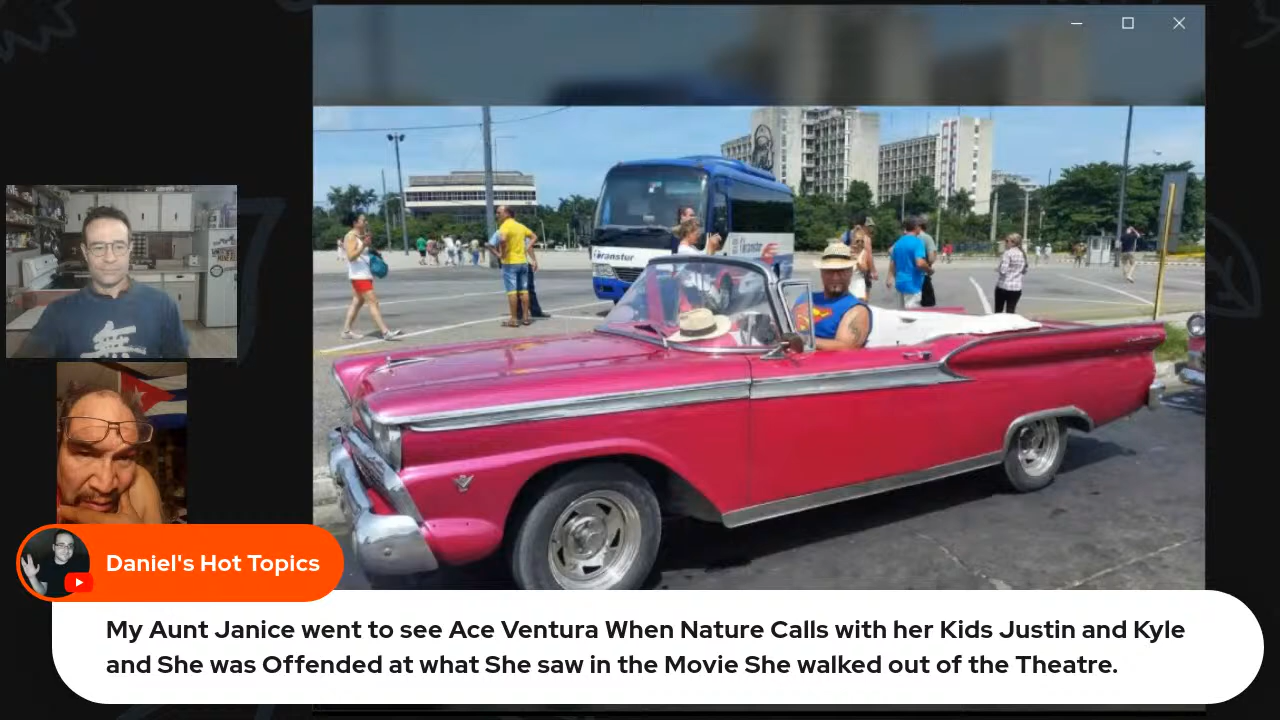 Transtur
Transtur
無
Daniel's Hot Topics
My Aunt Janice went to see Ace Ventura When Nature Calls with her Kids Justin and Kyle
and She was Offended at what She saw in the Movie She walked out of the Theatre.